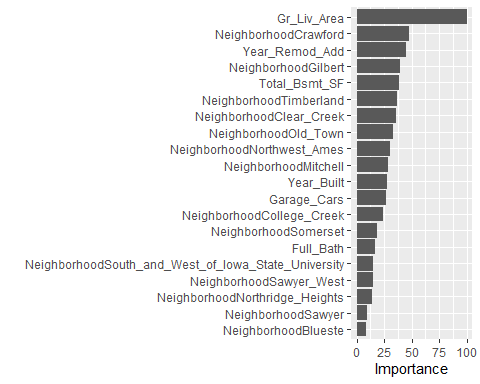 Gr_Liv_Area
NeighborhoodCrawford
Year_Remod_Add
NeighborhoodGilbert
Total_Bsmt_SF
NeighborhoodTimberland
NeighborhoodClear_Creek
NeighborhoodOld_Town
NeighborhoodNorthwest_Ames
NeighborhoodMitchell
Year_Built
Garage_Cars
NeighborhoodCollege_Creek
NeighborhoodSomerset
Full_Bath
NeighborhoodSouth_and_West_of_Iowa_State_University
NeighborhoodSawyer_West
NeighborhoodNorthridge_Heights
NeighborhoodSawyer
NeighborhoodBlueste
0 25 50 75 100
Importance